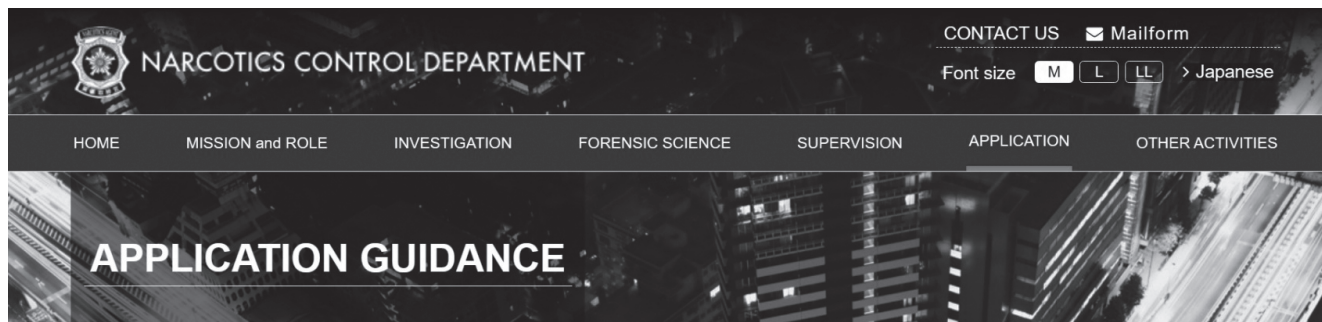 NARCOTICS CONTROL DEPARTMENT
CONTACT US Mailform
Font size M L LL > Japanese
HOME MISSION and ROLE INVESTIGATION FORENSIC SCIENCE SUPERVISION APPLICATION OTHER ACTIVITIES
APPLICATION GUIDANCE